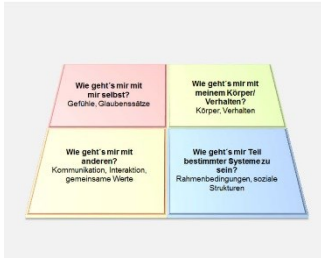 Wie geht´s mir mit
mir selbst?
Gefühle, Glaubenssätze
Wie geht´s mir mit
meinem Körper/
Verhalten?
Körper, Verhalten
Wie geht´s mir mit
anderen?
Kommunikation, Interaktion,
gemeinsame Werte
Wie geht´s mir Teil
bestimmter Systeme zu
sein?
Rahmenbedingungen, soziale
Strukturen